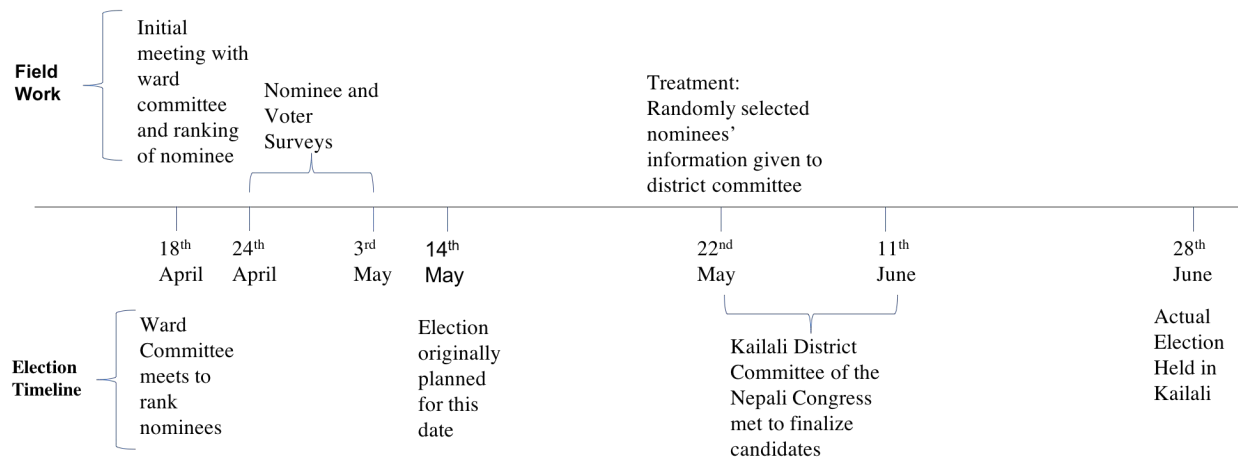 Field
Work
Initial
meeting with
ward
committee
and ranking
of nominee
Nominee and
Voter
Surveys
Treatment:
Randomly selected
nominees’
information given to
district committee
18th
April
24th
April
3rd
May
14th
May
22nd
May
11th
June
28th
June
Election
Timeline
Ward
Committee
meets to
rank
nominees
Election
originally
planned
for this
date
Kailali District
Committee of the
Nepali Congress
met to finalize
candidates
Actual
Election
Held in
Kailali